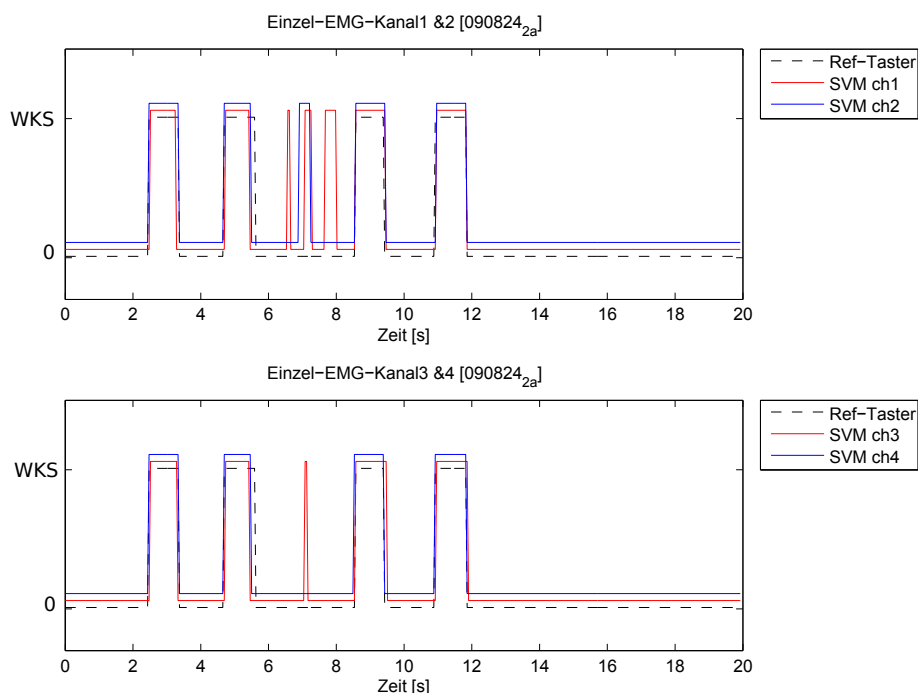 Einzel−EMG−Kanal1 &2 [090824_2a]
Ref−Taster
SVM ch1
SVM ch2
WKS
0
0 2 4 6 8 10 12 14 16 18 20
Zeit [s]
Einzel−EMG−Kanal3 &4 [090824_2a]
Ref−Taster
SVM ch3
SVM ch4
WKS
0
0 2 4 6 8 10 12 14 16 18 20
Zeit [s]